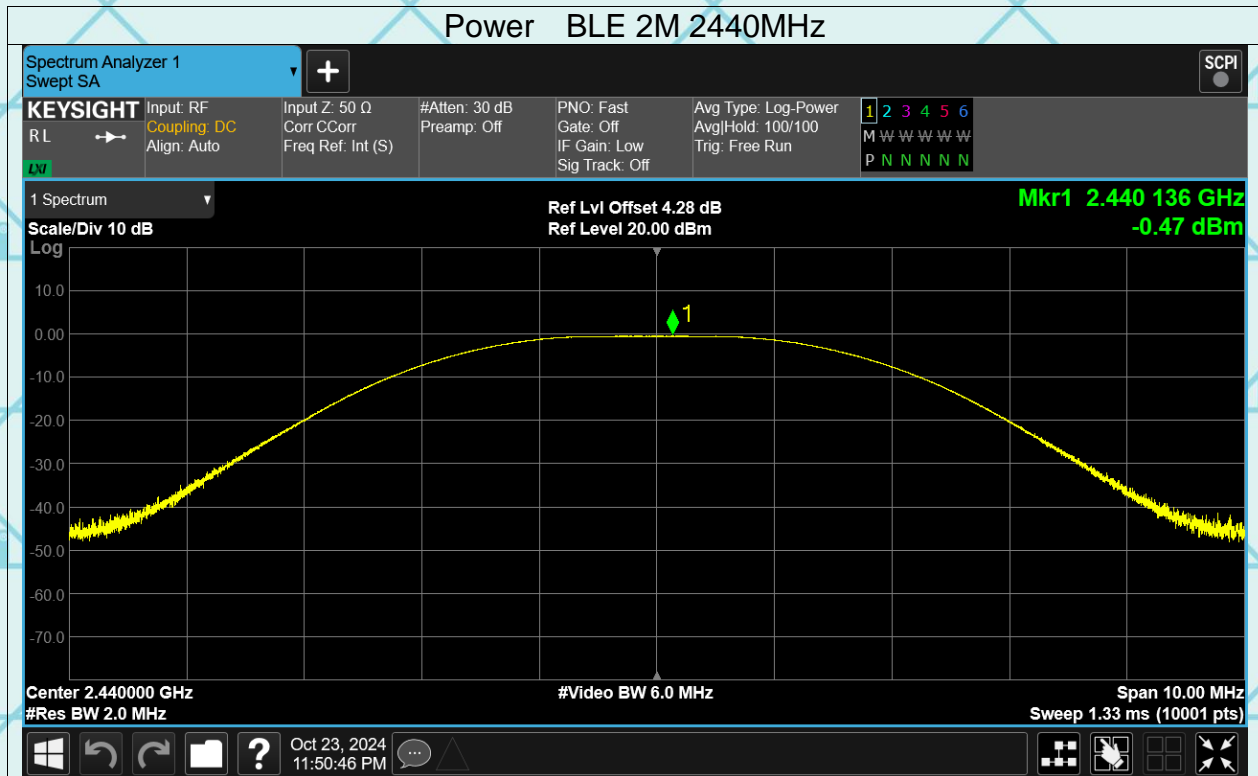 Power BLE 2M 2440MHz
Spectrum Analyzer 1
Swept SA
+
SCPI
KEYSIGHT
RL
LXI
Input: RF
Coupling: DC
Align: Auto
Input Z: 50 Ω
Corr CCorr
Freq Ref: Int (S)
#Atten: 30 dB
Preamp: Off
PNO: Fast
Gate: Off
IF Gain: Low
Sig Track: Off
Avg Type: Log-Power
Avg|Hold: 100/100
Trig: Free Run
1 2 3 4 5 6
M W W W W W
P N N N N N
1 Spectrum
Scale/Div 10 dB
Log
Ref Lvl Offset 4.28 dB
Ref Level 20.00 dBm
Mkr1 2.440 136 GHz
-0.47 dBm
1
10.0
0.00
-10.0
-20.0
-30.0
-40.0
-50.0
-60.0
-70.0
Center 2.440000 GHz
#Res BW 2.0 MHz
#Video BW 6.0 MHz
Span 10.00 MHz
Sweep 1.33 ms (10001 pts)
?
Oct 23, 2024
11:50:46 PM